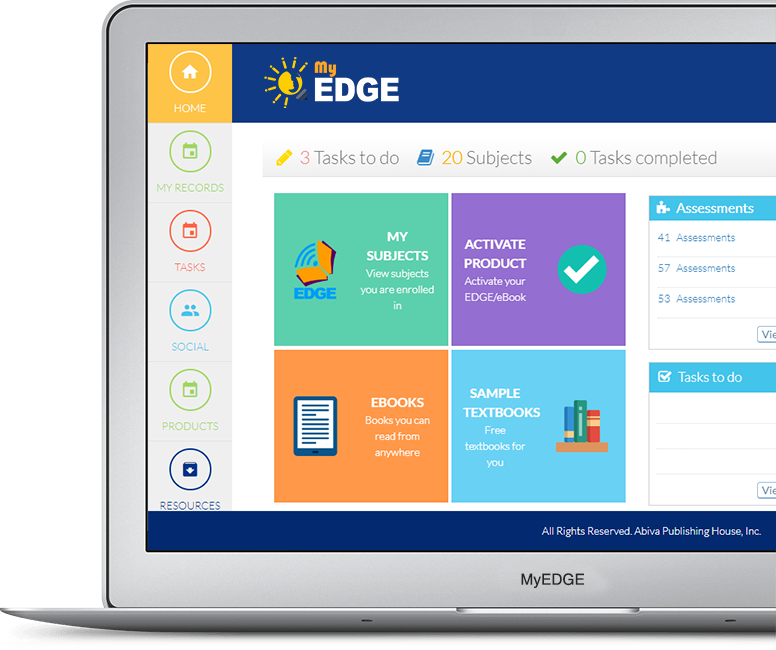 My
EDGE
HOME
MY RECORDS
TASKS
SOCIAL
PRODUCTS
RESOURCES
3 Tasks to do
20 Subjects
0 Tasks completed
MY
SUBJECTS
View subjects
you are enrolled
in
EDGE
ACTIVATE
PRODUCT
Activate your
EDGE/eBook
EBOOKS
Books you can
read from
anywhere
SAMPLE
TEXTBOOKS
Free
textbooks for
you
Assessments
41 Assessments
57 Assessments
53 Assessments
Vie
Tasks to do
Vie
All Rights Reserved. Abiva Publishing House, Inc.
MyEDGE